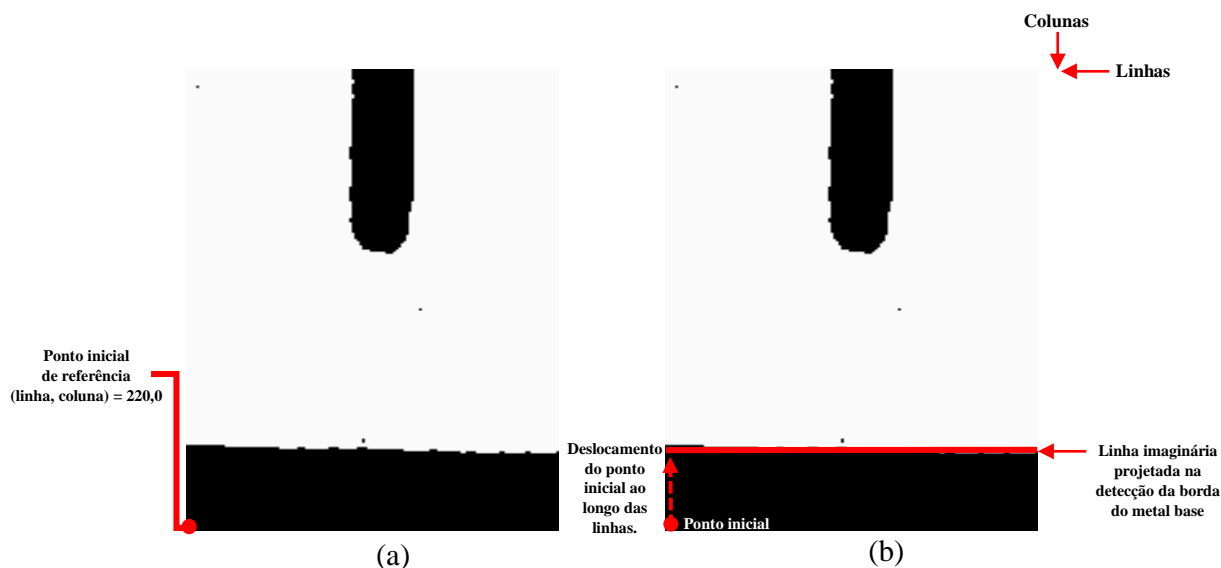 Colunas
Linhas
Ponto inicial
de referência
(linha, coluna) = 220,0
Deslocamento
do ponto
inicial ao
longo das
linhas.
Ponto inicial
Linha imaginária
projetada na
detecção da borda
do metal base
(a)
(b)